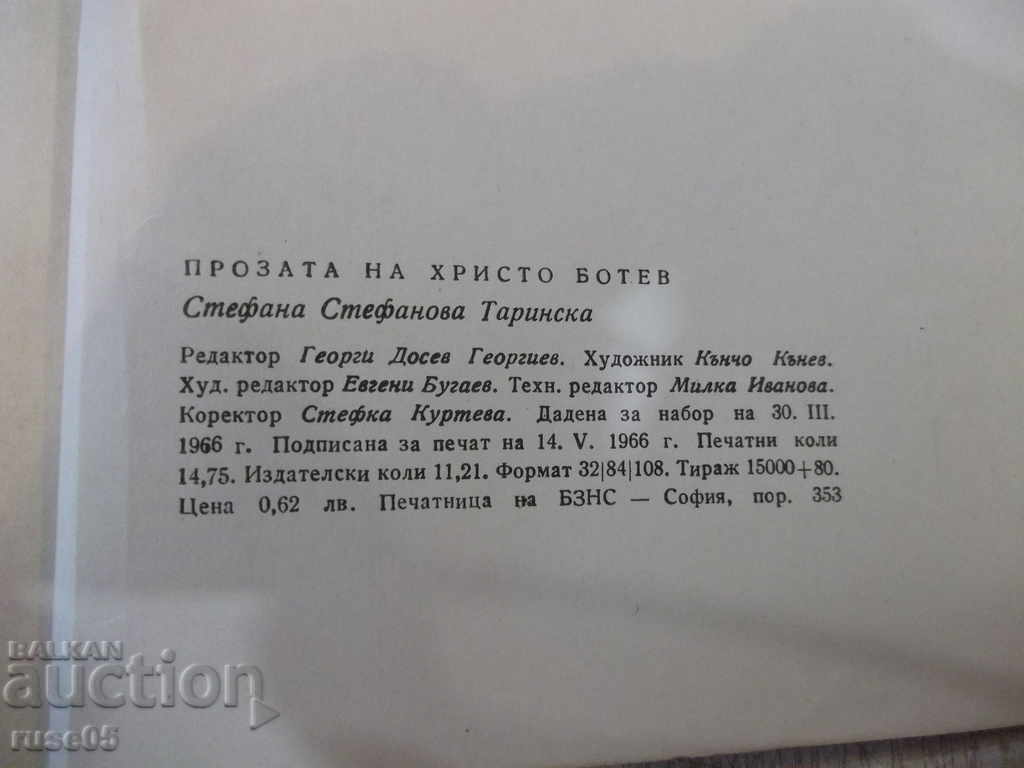 ПРОЗАТА НА ХРИСТО БОТЕВ
Стефана Стефанова Таринска
Редактор Георги Досев Георгиев. Художник Кънчо Кънев.
Худ. редактор Евгени Бугаев. Техн. редактор Милка Иванова.
Коректор Стефка Куртева. Дадена за набор на 30. III.
1966 г. Подписана за печат на 14. V. 1966 г. Печатни коли
14,75. Издателски коли 11,21. Формат 32|84|108. Тираж 15000+80.
Цена 0,62 лв. Печатница на БЗНС — София, пор. 353
BALKAN
auction
ruse05